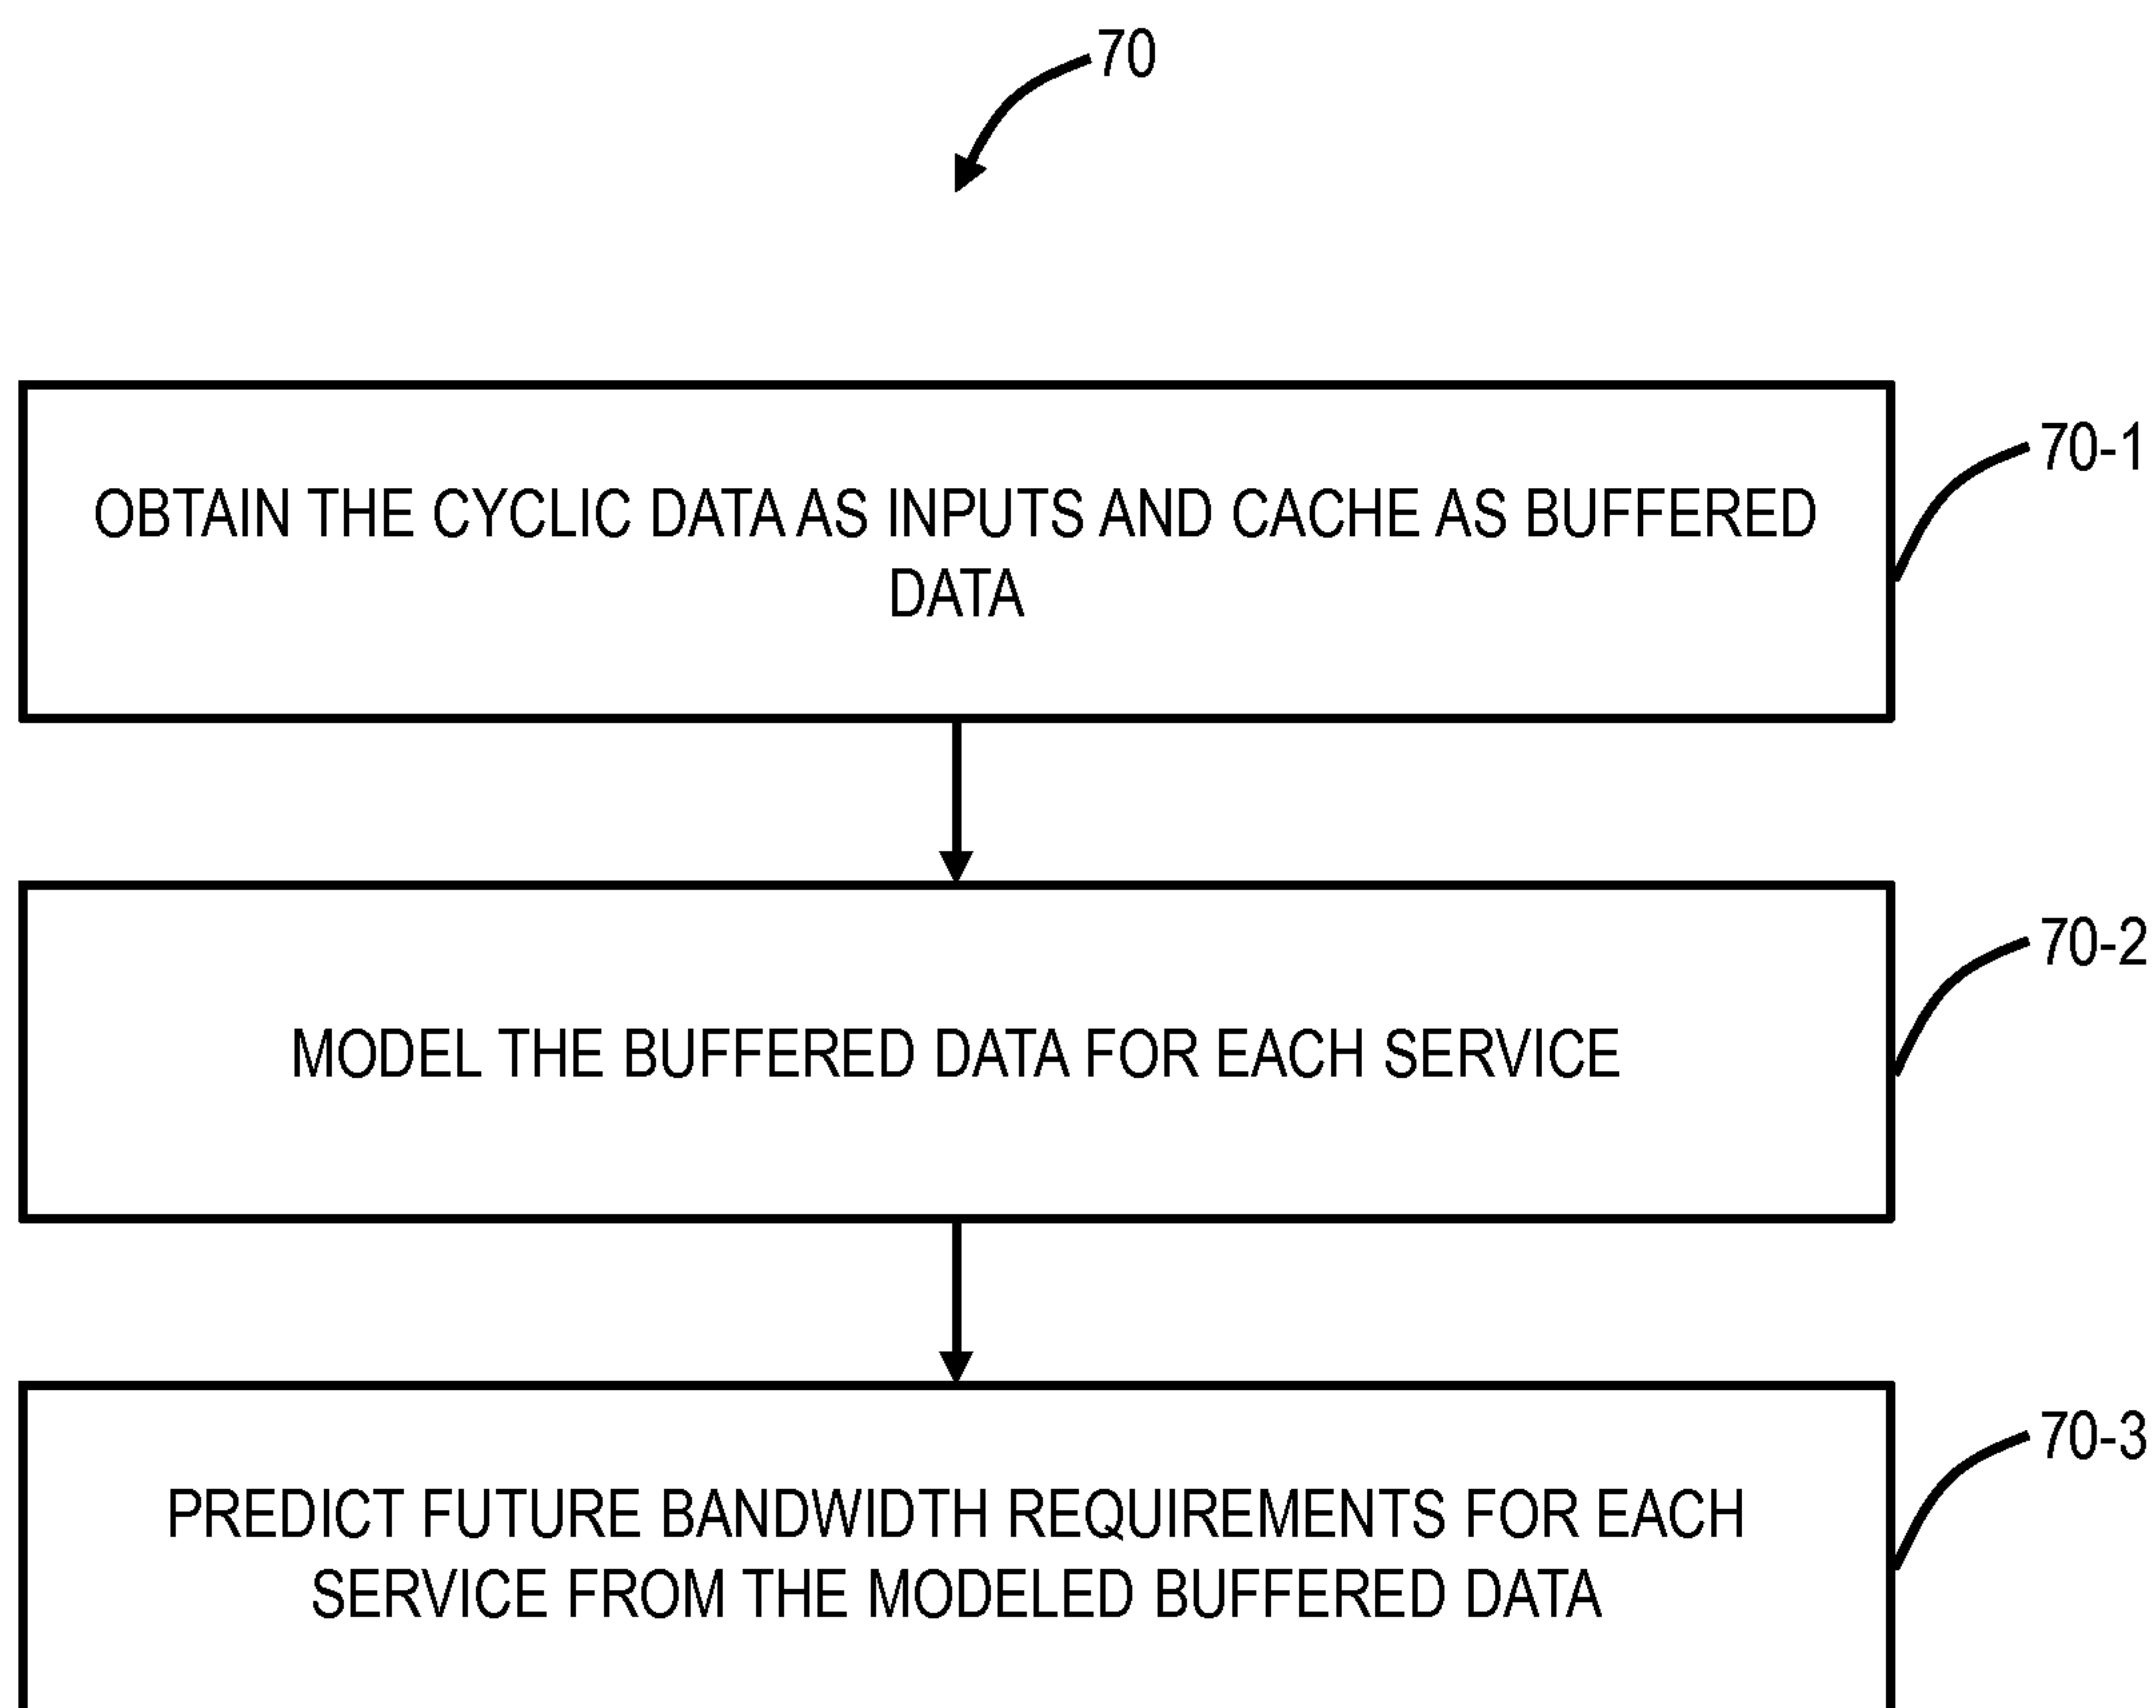 70
OBTAIN THE CYCLIC DATA AS INPUTS AND CACHE AS BUFFERED
DATA
70-1
MODEL THE BUFFERED DATA FOR EACH SERVICE
70-2
PREDICT FUTURE BANDWIDTH REQUIREMENTS FOR EACH
SERVICE FROM THE MODELED BUFFERED DATA
70-3